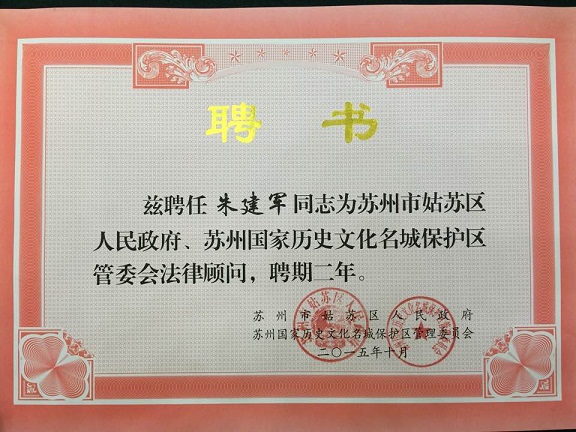 聘 书
兹聘任 朱建军 同志为苏州市姑苏区
人民政府、苏州国家历史文化名城保护区
管委会法律顾问，聘期二年。
苏州市姑苏区人民政府
苏州国家历史文化名城保护区管理委员会
二〇一五年十月